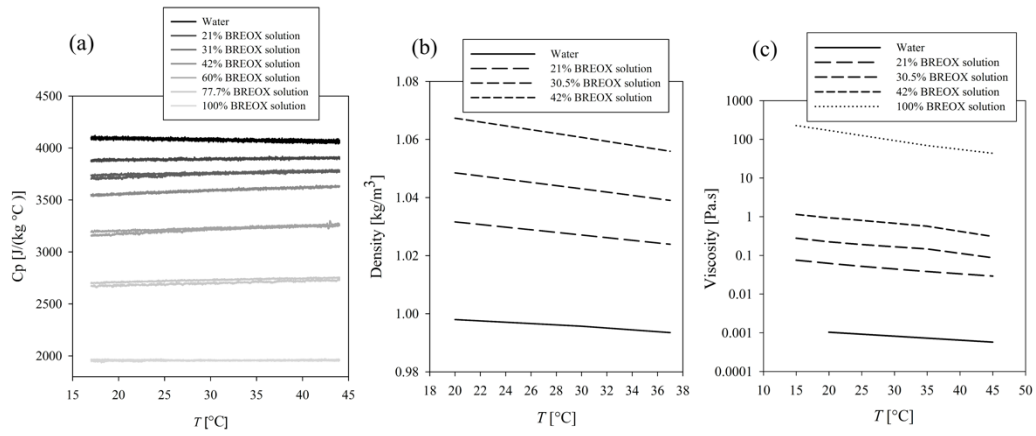 (a)
Water
21% BREOX solution
31% BREOX solution
42% BREOX solution
60% BREOX solution
77.7% BREOX solution
100% BREOX solution
4500
4000
3500
3000
2500
2000
Cp [J/(kg °C )]
15 20 25 30 35 40 45
T [°C]
(b)
Water
21% BREOX solution
30.5% BREOX solution
42% BREOX solution
1.08
1.06
1.04
1.02
1.00
0.98
Density [kg/m³]
18 20 22 24 26 28 30 32 34 36 38
T [°C]
(c)
Water
21% BREOX solution
30.5% BREOX solution
42% BREOX solution
100% BREOX solution
1000
100
10
1
0.1
0.01
0.001
0.0001
Viscosity [Pa.s]
10 15 20 25 30 35 40 45 50
T [°C]